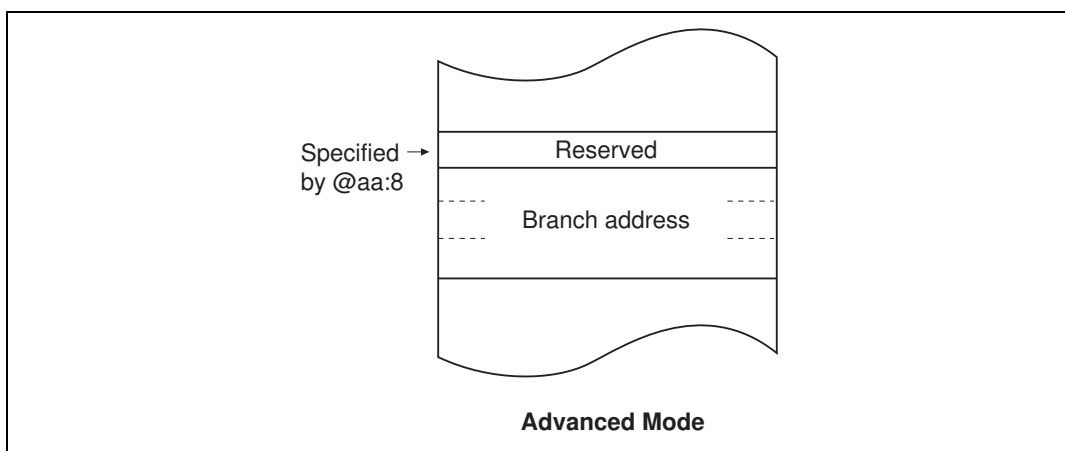 Reserved
Specified →
by @aa:8
Branch address
Advanced Mode